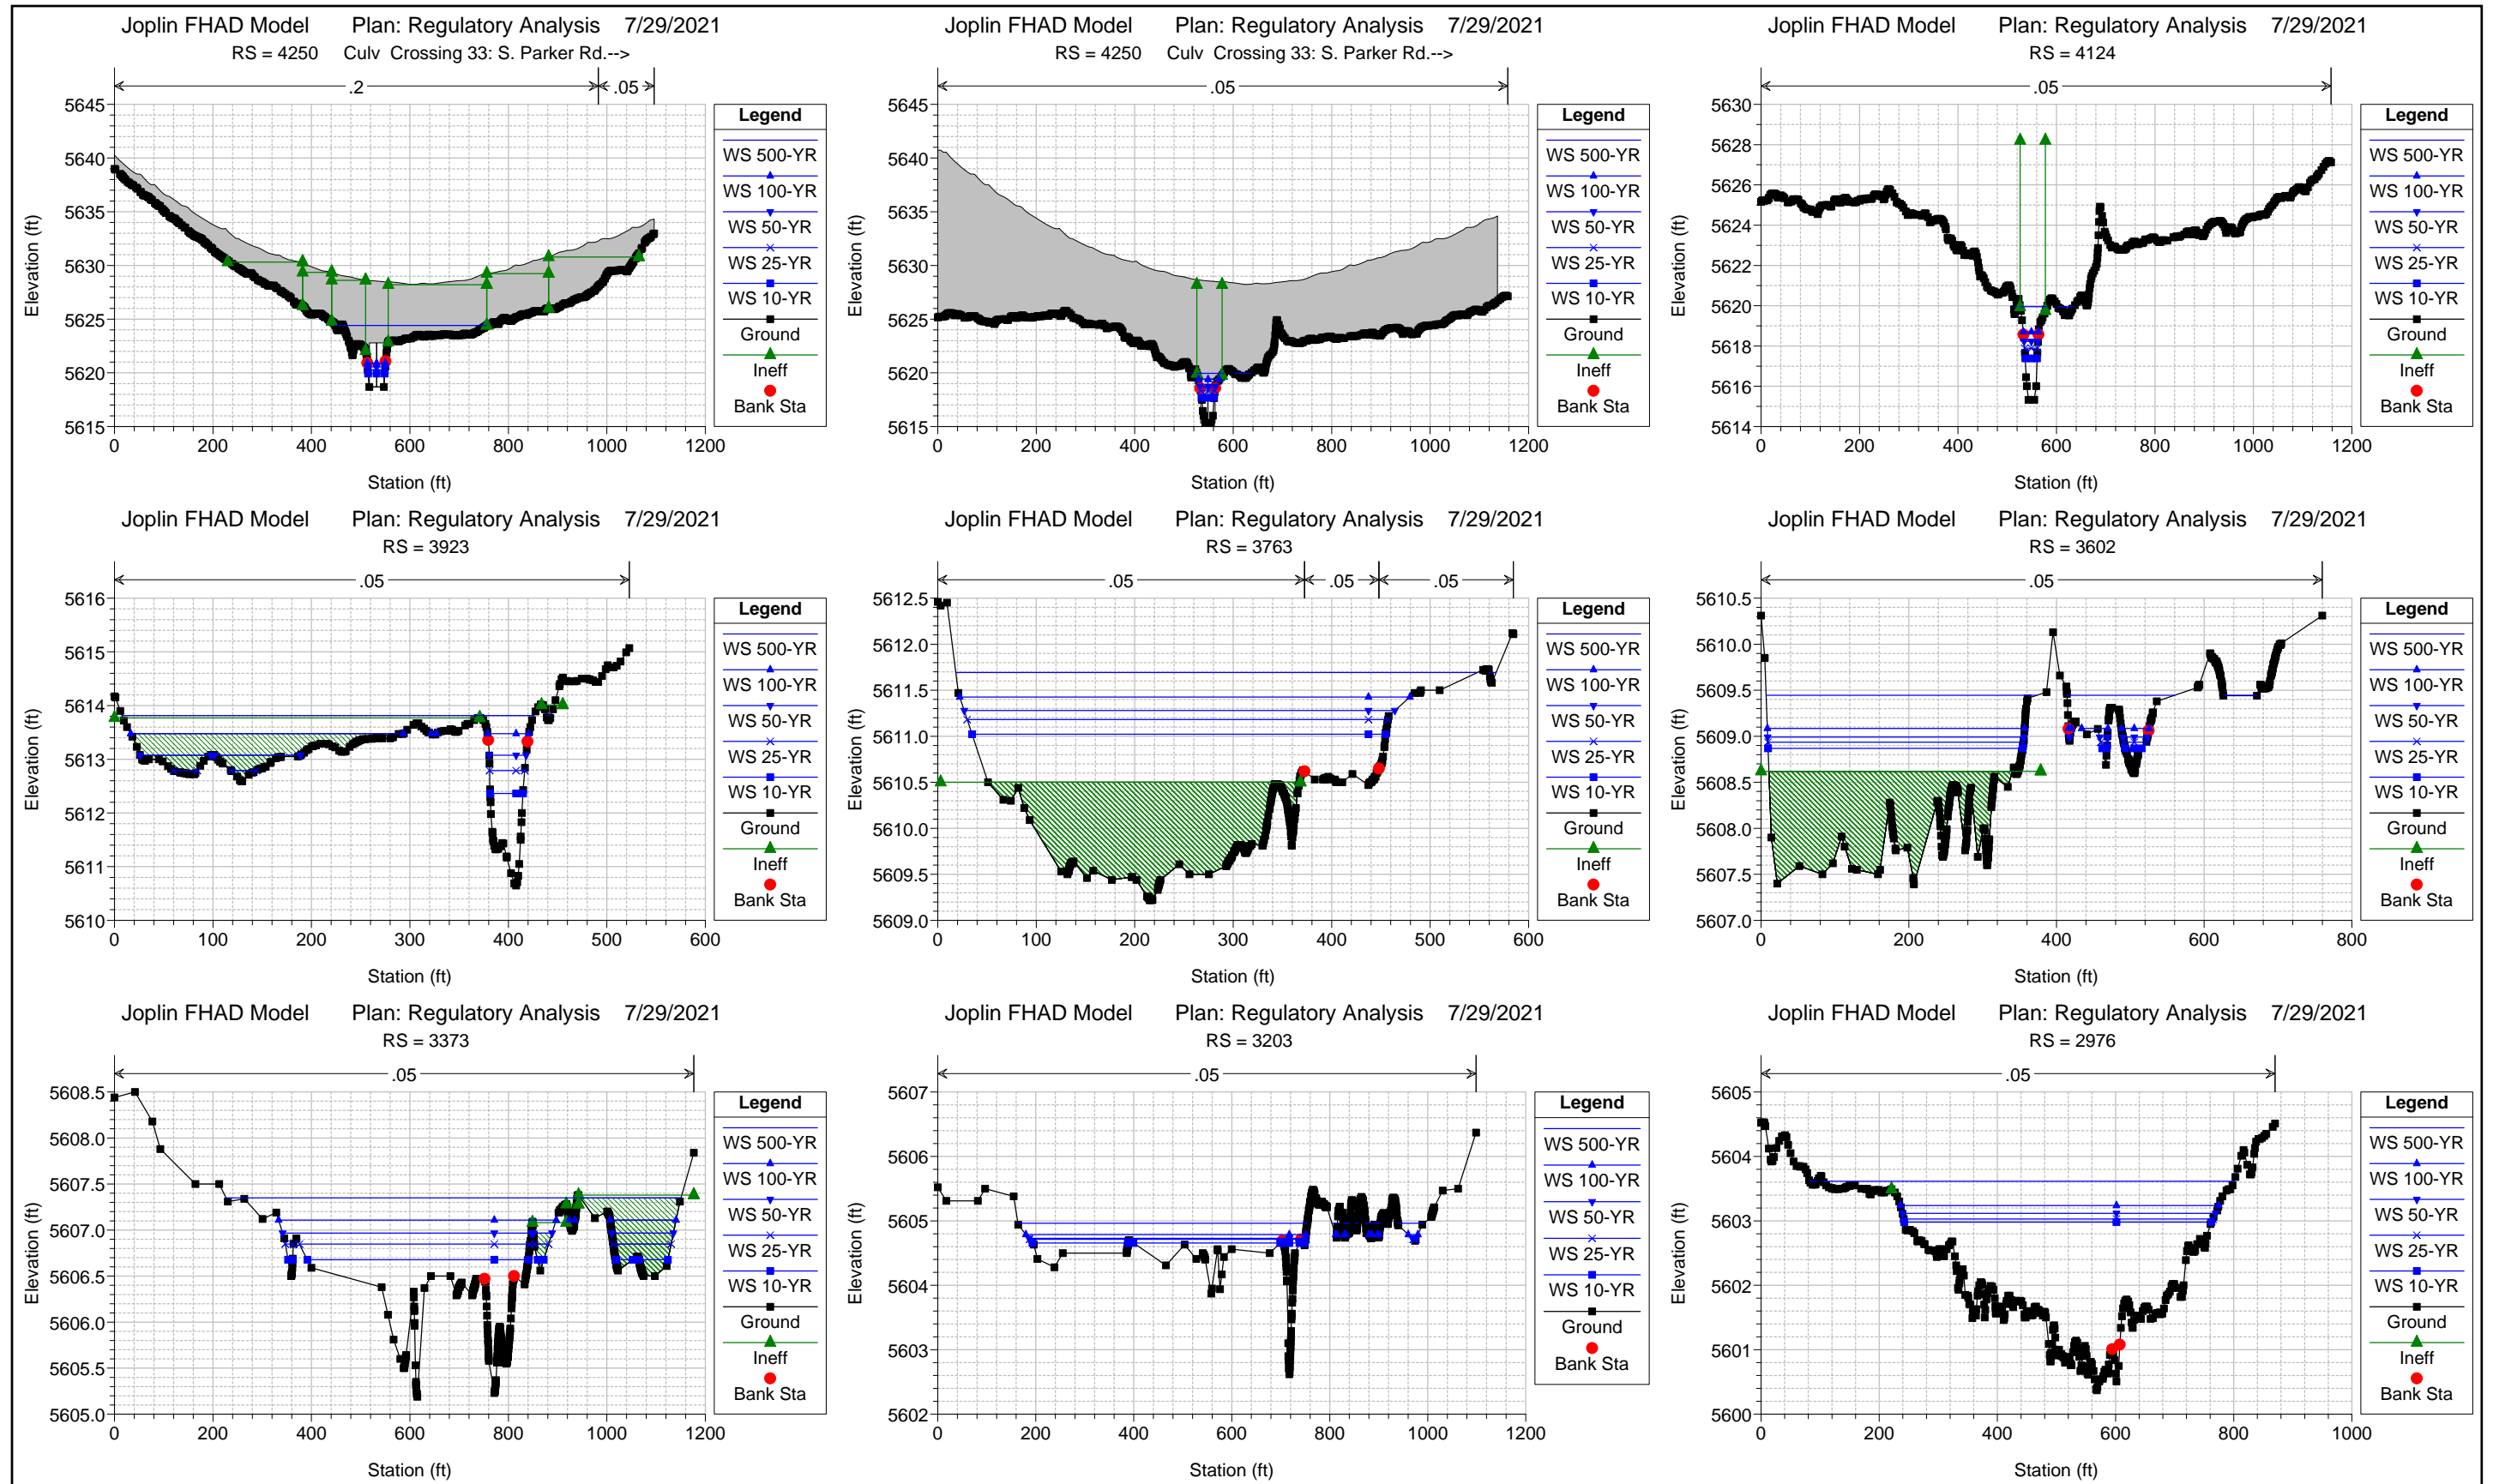 Joplin FHAD Model Plan: Regulatory Analysis 7/29/2021
RS = 4250 Culv Crossing 33: S. Parker Rd.-->
.2 .05
Elevation (ft)
5645
5640
5635
5630
5625
5620
5615
0 200 400 600 800 1000 1200
Station (ft)
Legend
WS 500-YR
WS 100-YR
WS 50-YR
WS 25-YR
WS 10-YR
Ground
Ineff
Bank Sta
Joplin FHAD Model Plan: Regulatory Analysis 7/29/2021
RS = 4250 Culv Crossing 33: S. Parker Rd.-->
.05
Elevation (ft)
5645
5640
5635
5630
5625
5620
5615
0 200 400 600 800 1000 1200
Station (ft)
Legend
WS 500-YR
WS 100-YR
WS 50-YR
WS 25-YR
WS 10-YR
Ground
Ineff
Bank Sta
Joplin FHAD Model Plan: Regulatory Analysis 7/29/2021
RS = 4124
.05
Elevation (ft)
5630
5628
5626
5624
5622
5620
5618
5616
5614
0 200 400 600 800 1000 1200
Station (ft)
Legend
WS 500-YR
WS 100-YR
WS 50-YR
WS 25-YR
WS 10-YR
Ground
Ineff
Bank Sta
Joplin FHAD Model Plan: Regulatory Analysis 7/29/2021
RS = 3923
.05
Elevation (ft)
5616
5615
5614
5613
5612
5611
5610
0 100 200 300 400 500 600
Station (ft)
Legend
WS 500-YR
WS 100-YR
WS 50-YR
WS 25-YR
WS 10-YR
Ground
Ineff
Bank Sta
Joplin FHAD Model Plan: Regulatory Analysis 7/29/2021
RS = 3763
.05 .05 .05
Elevation (ft)
5612.5
5612.0
5611.5
5611.0
5610.5
5610.0
5609.5
5609.0
0 100 200 300 400 500 600
Station (ft)
Legend
WS 500-YR
WS 100-YR
WS 50-YR
WS 25-YR
WS 10-YR
Ground
Ineff
Bank Sta
Joplin FHAD Model Plan: Regulatory Analysis 7/29/2021
RS = 3602
.05
Elevation (ft)
5610.5
5610.0
5609.5
5609.0
5608.5
5608.0
5607.5
5607.0
0 200 400 600 800
Station (ft)
Legend
WS 500-YR
WS 100-YR
WS 50-YR
WS 25-YR
WS 10-YR
Ground
Ineff
Bank Sta
Joplin FHAD Model Plan: Regulatory Analysis 7/29/2021
RS = 3373
.05
Elevation (ft)
5608.5
5608.0
5607.5
5607.0
5606.5
5606.0
5605.5
5605.0
0 200 400 600 800 1000 1200
Station (ft)
Legend
WS 500-YR
WS 100-YR
WS 50-YR
WS 25-YR
WS 10-YR
Ground
Ineff
Bank Sta
Joplin FHAD Model Plan: Regulatory Analysis 7/29/2021
RS = 3203
.05
Elevation (ft)
5607
5606
5605
5604
5603
5602
0 200 400 600 800 1000 1200
Station (ft)
Legend
WS 500-YR
WS 100-YR
WS 50-YR
WS 25-YR
WS 10-YR
Ground
Bank Sta
Joplin FHAD Model Plan: Regulatory Analysis 7/29/2021
RS = 2976
.05
Elevation (ft)
5605
5604
5603
5602
5601
5600
0 200 400 600 800 1000
Station (ft)
Legend
WS 500-YR
WS 100-YR
WS 50-YR
WS 25-YR
WS 10-YR
Ground
Ineff
Bank Sta